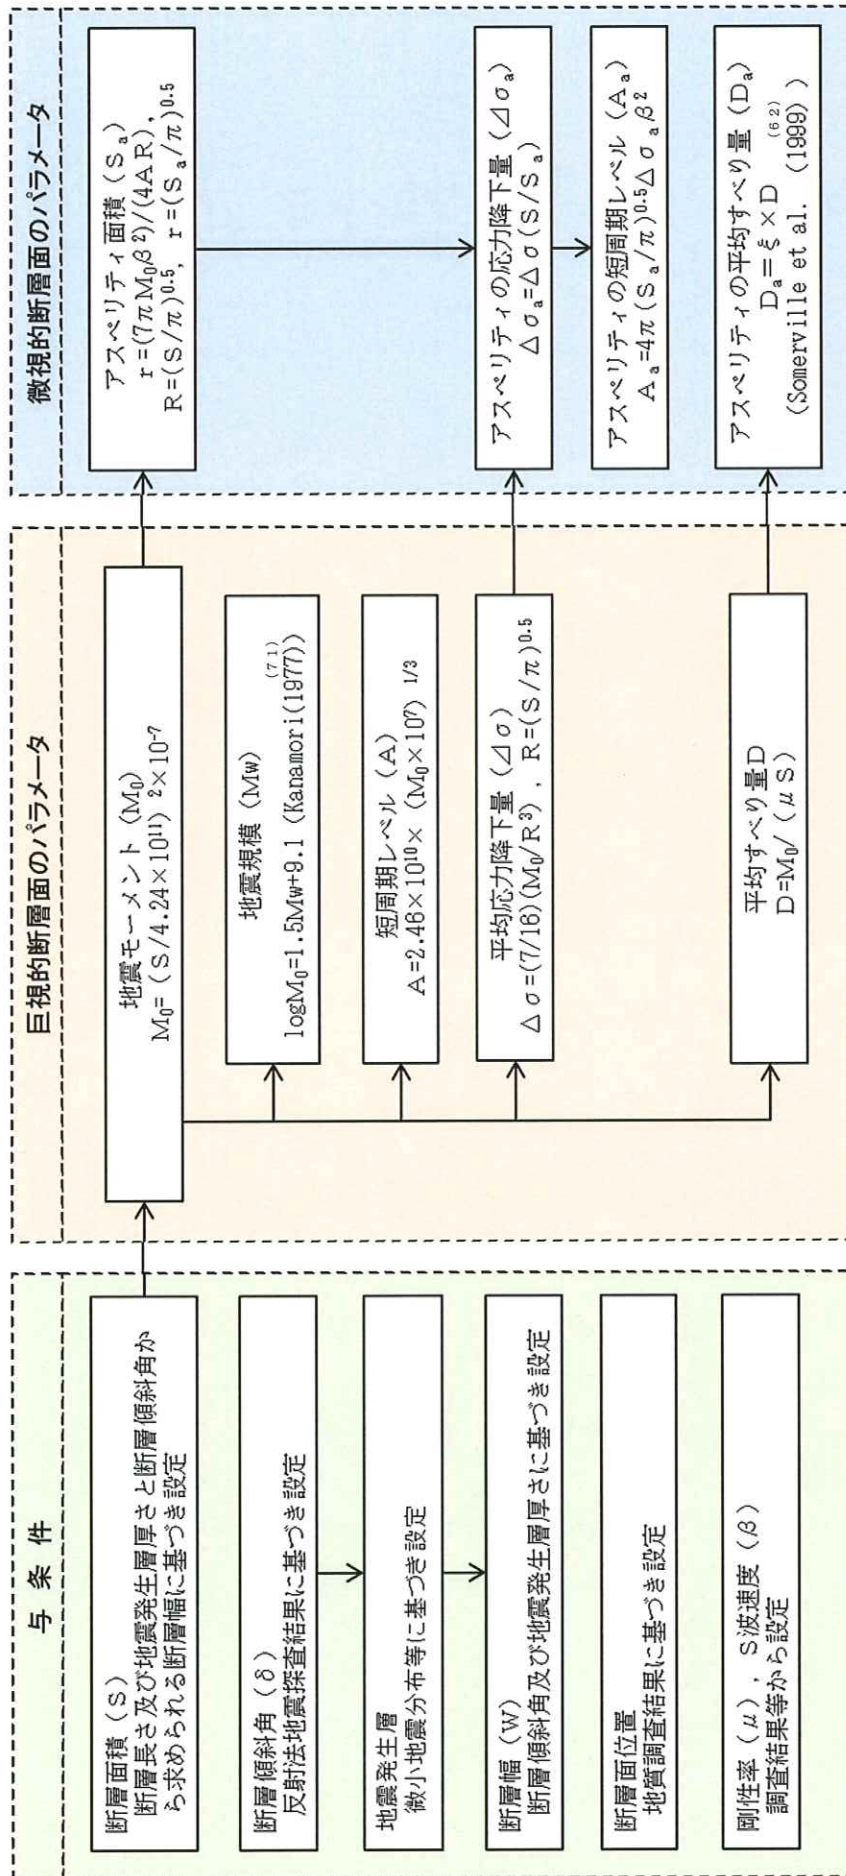 与条件
断層面積（S）
断層長さ及び地震発生層厚さと断層傾斜角か
ら求められる断層幅に基づき設定
断層傾斜角（δ）
反射法地震探査結果に基づき設定
地震発生層
微小地震分布等に基づき設定
断層幅（W）
断層傾斜角及び地震発生層厚さに基づき設定
断層面位置
地質調査結果に基づき設定
剛性率（μ），S波速度（β）
調査結果等から設定
巨視的断層面のパラメータ
地震モーメント（M₀）
M₀=（S/4.24×10¹¹）²×10⁻⁷
地震規模（Mw）
logM₀=1.5Mw+9.1（Kanamori(1977)）⁽⁷¹⁾
短周期レベル（A）
A=2.46×10¹⁰×（M₀×10⁷）^1/3
平均応力降下量（Δσ）
Δσ=(7/16)(M₀/R³)，R=(S/π)^0.5
平均すべり量D
D=M₀/（μS）
微視的断層面のパラメータ
アスペリティ面積（Sₐ）
r=(7πM₀β²)/(4AR)，
R=(S/π)^0.5，r=(Sₐ/π)^0.5
アスペリティの応力降下量（Δσₐ）
Δσₐ=Δσ(S/Sₐ)
アスペリティの短周期レベル（Aₐ）
Aₐ=4π(Sₐ/π)^0.5Δσₐβ²
アスペリティの平均すべり量（Dₐ）
Dₐ=ξ×D
(Somerville et al.（1999）⁽⁶²⁾)